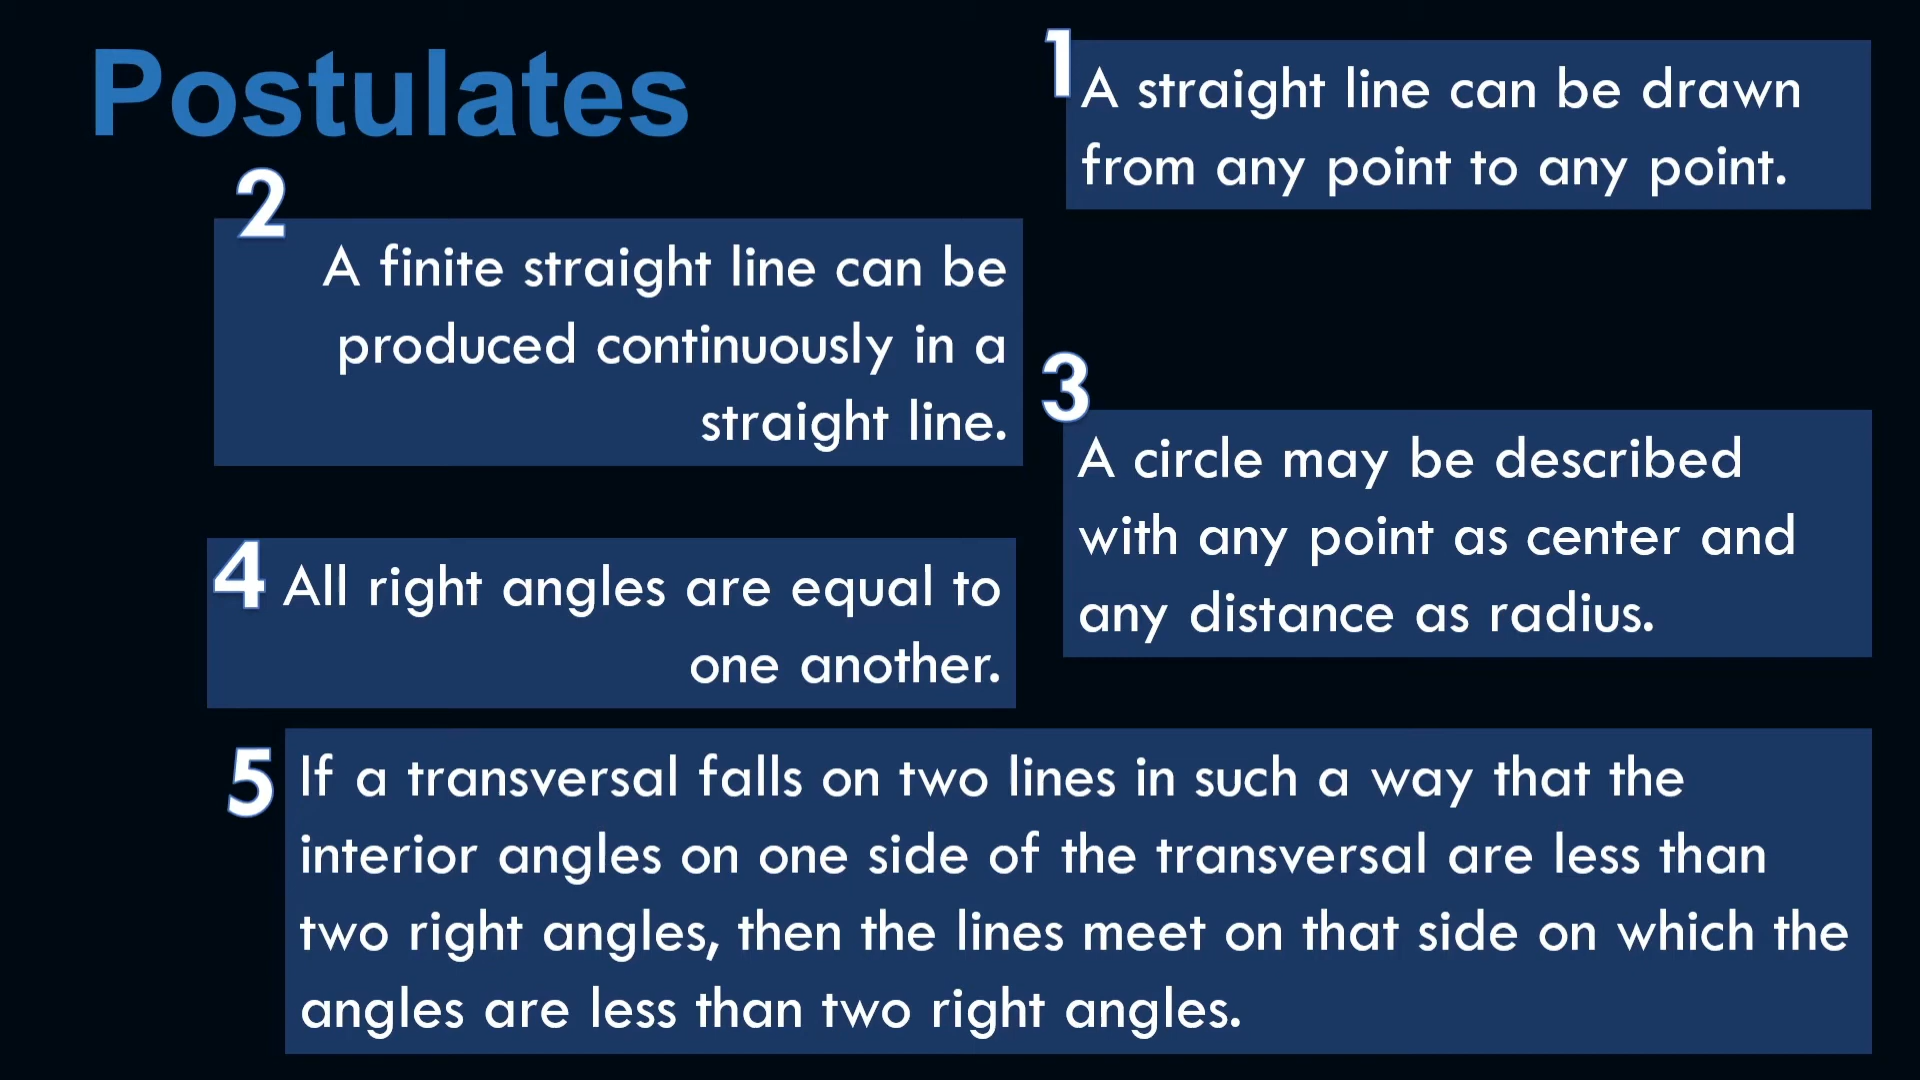 Postulates
1
A straight line can be drawn
from any point to any point.
2
A finite straight line can be
produced continuously in a
straight line.
3
A circle may be described
with any point as center and
any distance as radius.
4
All right angles are equal to
one another.
5
If a transversal falls on two lines in such a way that the
interior angles on one side of the transversal are less than
two right angles, then the lines meet on that side on which the
angles are less than two right angles.